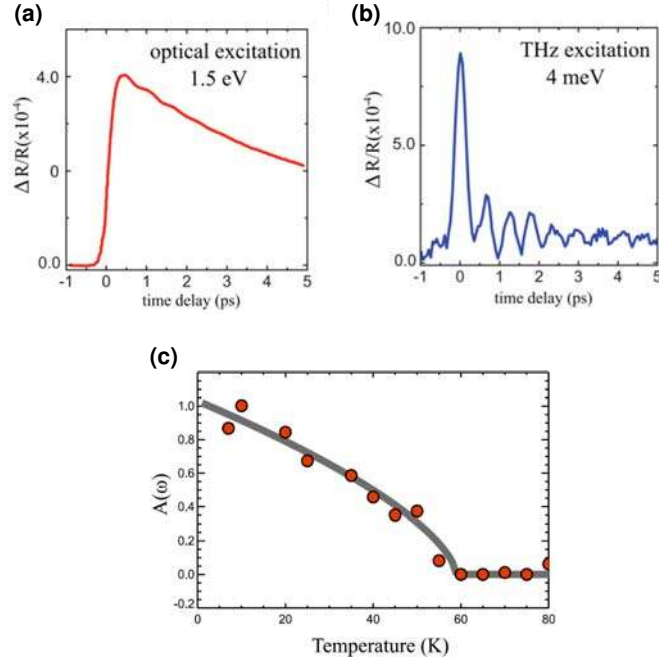 (a)
optical excitation
1.5 eV
4.0
0
0.0
ΔR/R(x10⁻⁴)
-1 0 1 2 3 4 5
time delay (ps)
(b)
10.0
THz excitation
4 meV
5.0
0.0
ΔR/R(x10⁻⁴)
-1 0 1 2 3 4 5
time delay (ps)
(c)
1.0
0.8
0.6
0.4
0.2
0.0
-0.2
A(ω)
0 20 40 60 80
Temperature (K)